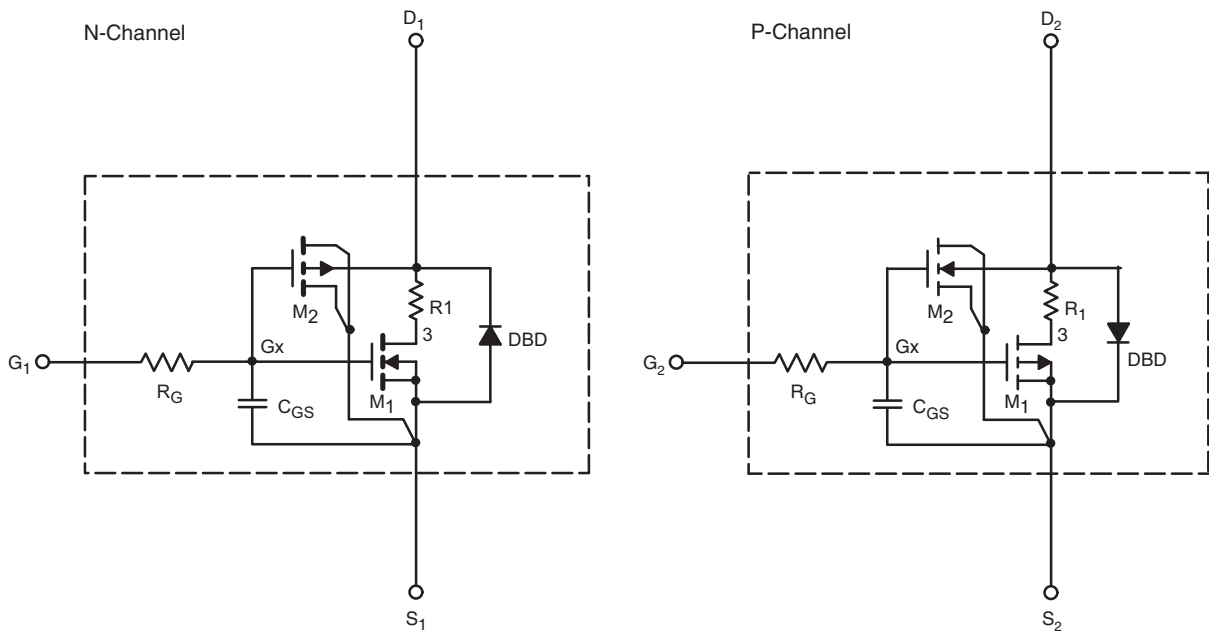 N-Channel
D1
M2
R1
3
DBD
G1
Gx
RG
M1
CGS
S1
P-Channel
D2
M2
R1
3
DBD
G2
Gx
RG
M1
CGS
S2